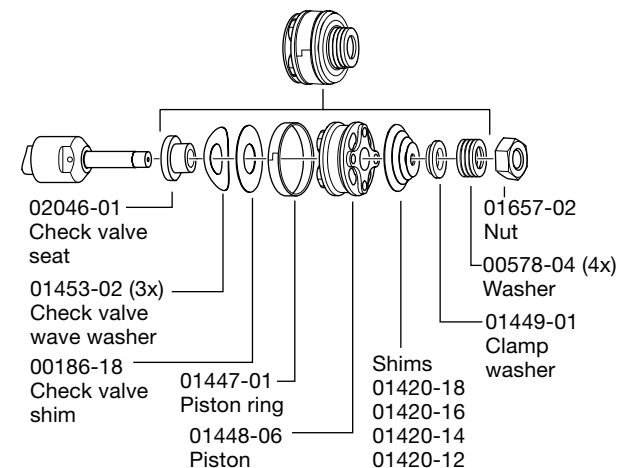 02046-01
Check valve
seat
01453-02 (3x)
Check valve
wave washer
00186-18
Check valve
shim
01447-01
Piston ring
01448-06
Piston
Shims
01420-18
01420-16
01420-14
01420-12
01449-01
Clamp
washer
00578-04 (4x)
Washer
01657-02
Nut